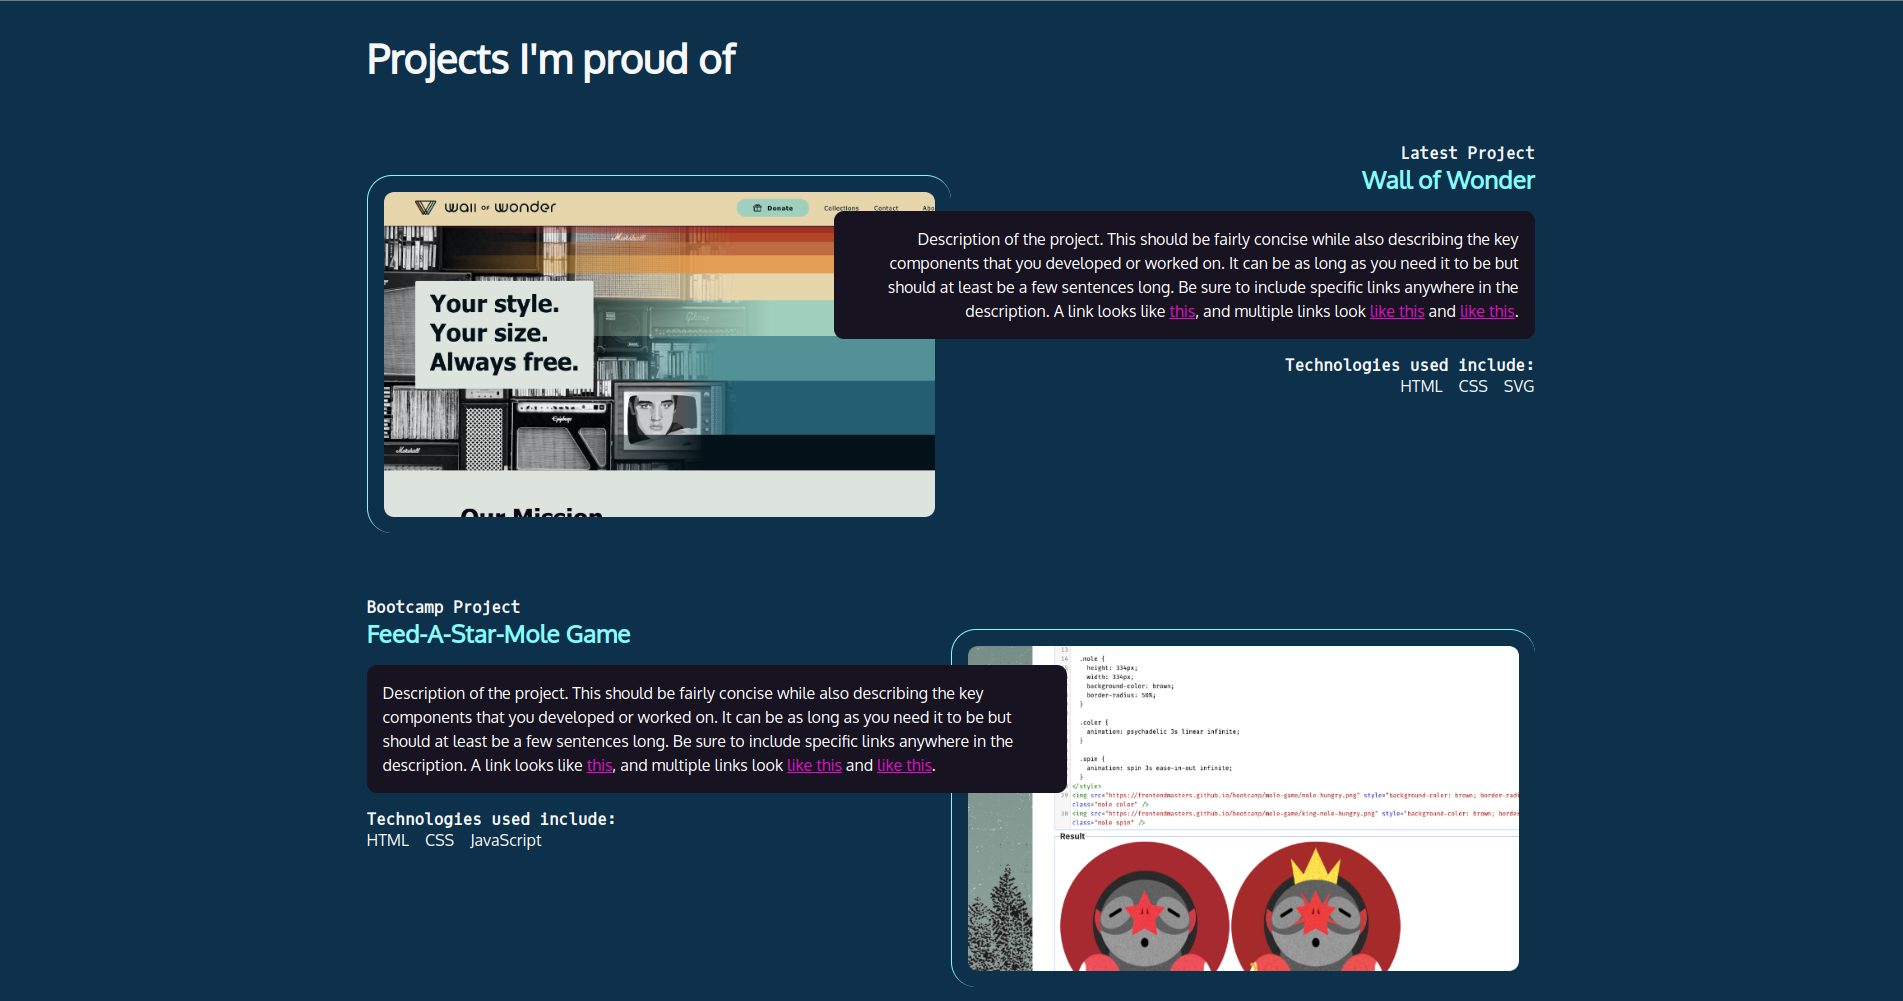 Projects I'm proud of
Latest Project
Wall of Wonder
wall OF wonder
Donate
Collections
Contact
Abo
Marshall
Description of the project. This should be fairly concise while also describing the key
components that you developed or worked on. It can be as long as you need it to be but
should at least be a few sentences long. Be sure to include specific links anywhere in the
description. A link looks like this, and multiple links look like this and like this.
Your style.
Your size.
Always free.
Gibson
Epiphone
Marshall
Technologies used include:
HTML CSS SVG
Our Mission
Bootcamp Project
Feed-A-Star-Mole Game
Description of the project. This should be fairly concise while also describing the key
components that you developed or worked on. It can be as long as you need it to be but
should at least be a few sentences long. Be sure to include specific links anywhere in the
description. A link looks like this, and multiple links look like this and like this.
Technologies used include:
HTML CSS JavaScript
13
14 .mole {
height: 334px;
width: 334px;
background-color: brown;
border-radius: 50%;
}
.color {
animation: psychadelic 3s linear infinite;
}
.spin {
animation: spin 3s ease-in-out infinite;
}
</style>
29 <img src="https://frontendmasters.github.io/bootcamp/mole-game/mole-hungry.png" style="background-color: brown; border-radi
class="mole color" />
30 <img src="https://frontendmasters.github.io/bootcamp/mole-game/king-mole-hungry.png" style="background-color: brown; border
class="mole spin" />
Result